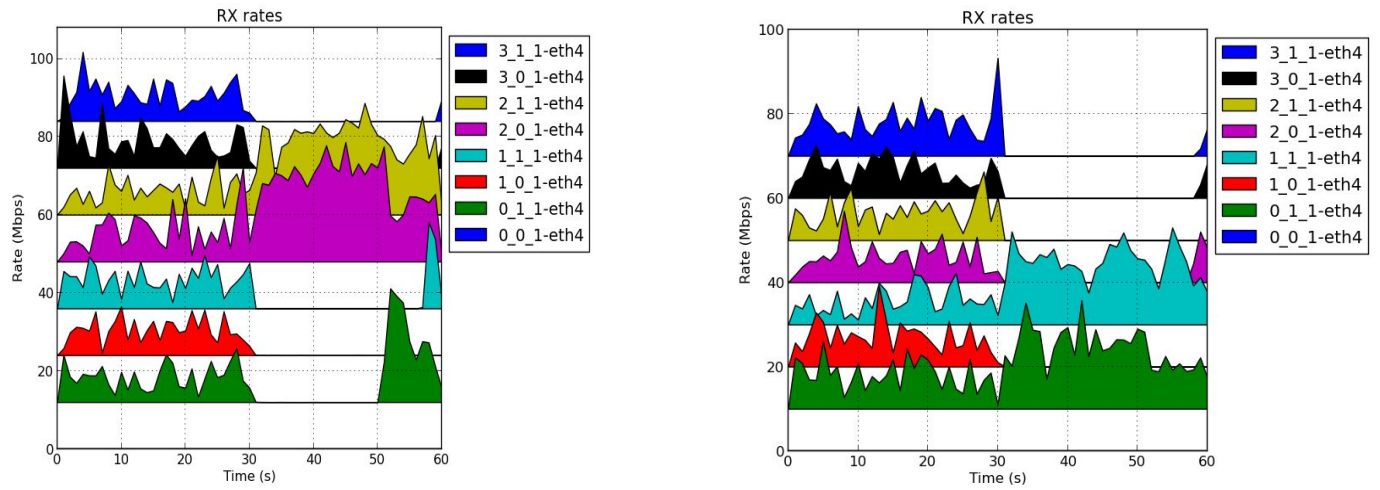 RX rates
100
80
60
40
20
0
Rate (Mbps)
0 10 20 30 40 50 60
Time (s)
3_1_1-eth4
3_0_1-eth4
2_1_1-eth4
2_0_1-eth4
1_1_1-eth4
1_0_1-eth4
0_1_1-eth4
0_0_1-eth4
RX rates
100
80
60
40
20
0
Rate (Mbps)
0 10 20 30 40 50 60
Time (s)
3_1_1-eth4
3_0_1-eth4
2_1_1-eth4
2_0_1-eth4
1_1_1-eth4
1_0_1-eth4
0_1_1-eth4
0_0_1-eth4